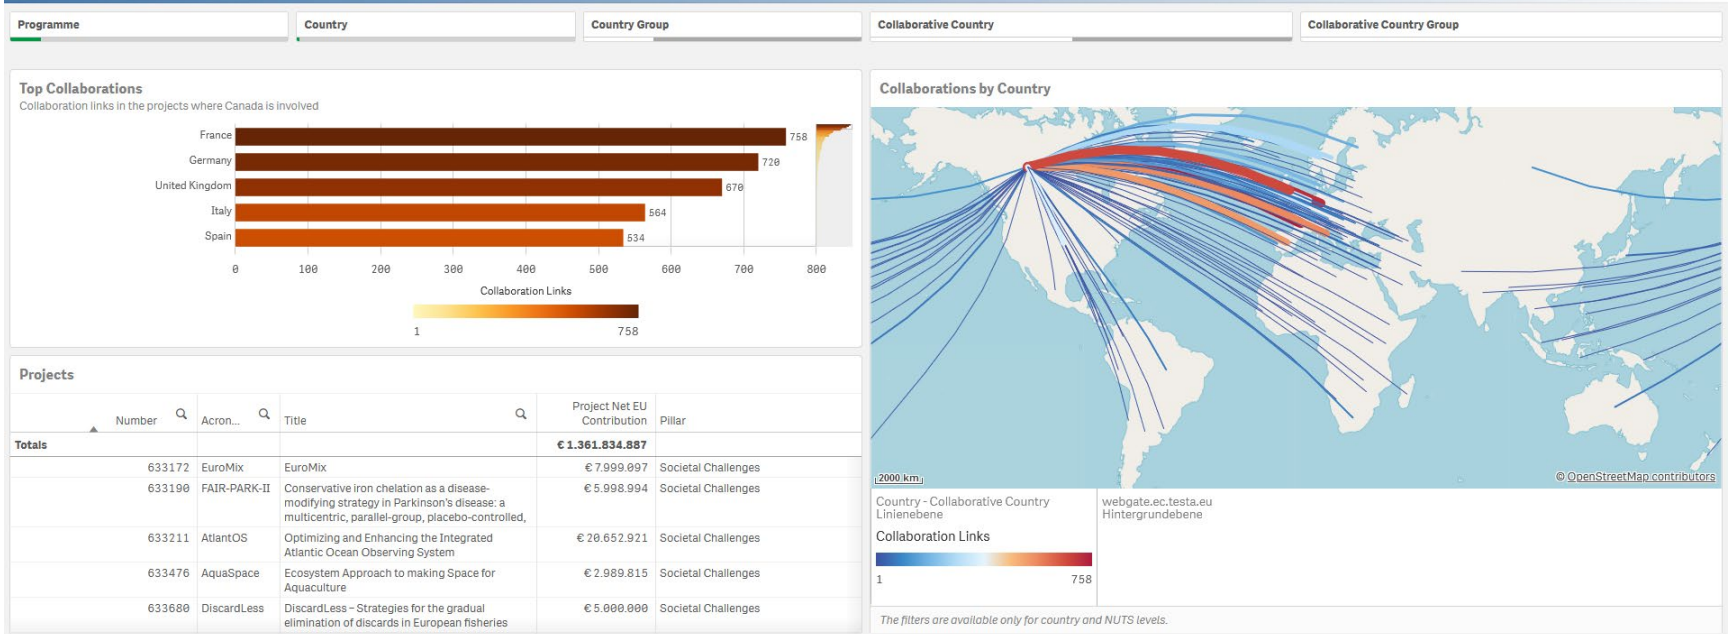 Programme
Country
Country Group
Collaborative Country
Collaborative Country Group
Top Collaborations
Collaboration links in the projects where Canada is involved
France 758
Germany 720
United Kingdom 670
Italy 564
Spain 534
0 100 200 300 400 500 600 700 800
Collaboration Links
1 758
Projects
Number Acron... Title Project Net EU Contribution Pillar
Totals € 1.361.834.887
633172 EuroMix EuroMix € 7.999.097 Societal Challenges
633190 FAIR-PARK-II Conservative iron chelation as a disease- € 5.998.994 Societal Challenges
modifying strategy in Parkinson's disease: a
multicentric, parallel-group, placebo-controlled,
633211 AtlantOS Optimizing and Enhancing the Integrated € 20.652.921 Societal Challenges
Atlantic Ocean Observing System
633476 AquaSpace Ecosystem Approach to making Space for € 2.989.815 Societal Challenges
Aquaculture
633680 DiscardLess DiscardLess – Strategies for the gradual € 5.000.000 Societal Challenges
elimination of discards in European fisheries
Collaborations by Country
2000 km
© OpenStreetMap contributors
Country - Collaborative Country
Linienebene
Collaboration Links
1 758
webgate.ec.testa.eu
Hintergrundebene
The filters are available only for country and NUTS levels.